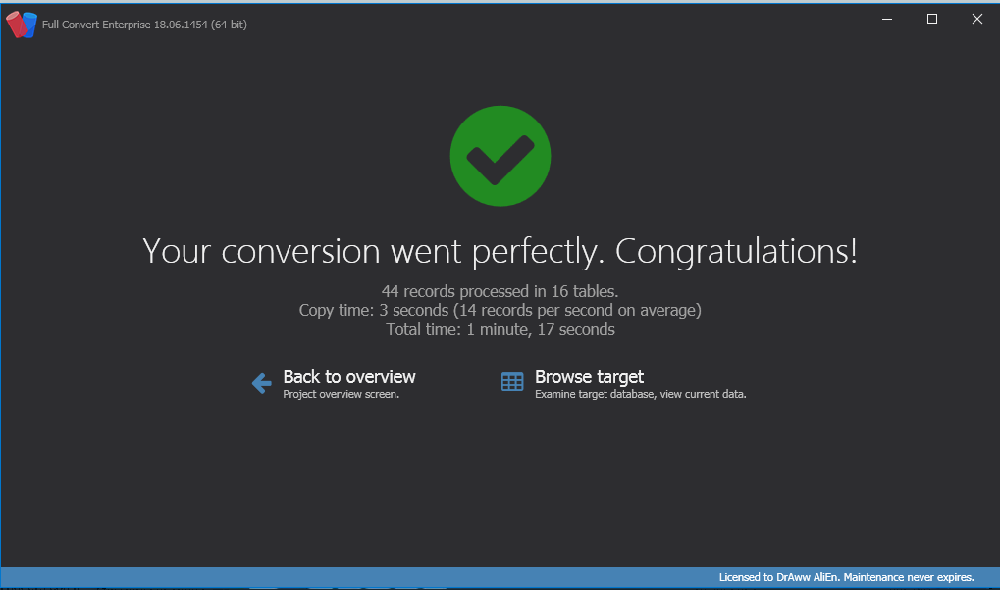 Full Convert Enterprise 18.06.1454 (64-bit)
Your conversion went perfectly. Congratulations!
44 records processed in 16 tables.
Copy time: 3 seconds (14 records per second on average)
Total time: 1 minute, 17 seconds
Back to overview
Project overview screen.
Browse target
Examine target database, view current data.
Licensed to DrAww AliEn. Maintenance never expires.